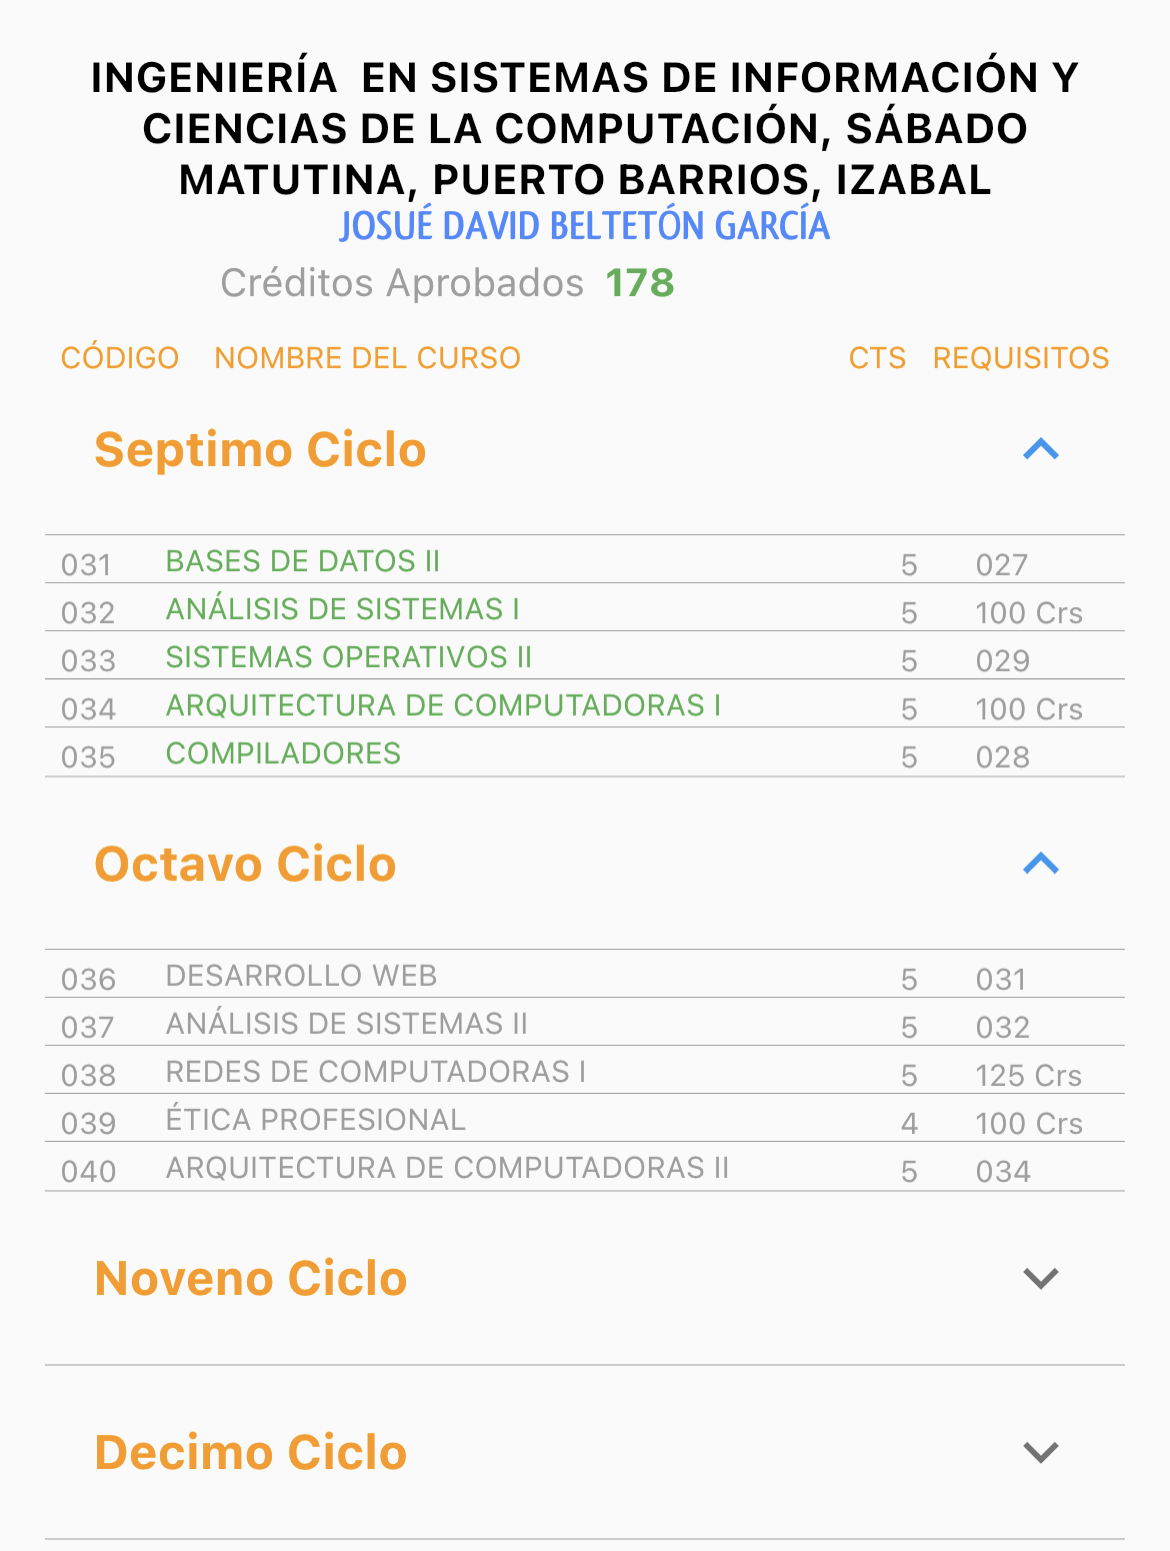 INGENIERÍA  EN SISTEMAS DE INFORMACIÓN Y
CIENCIAS DE LA COMPUTACIÓN, SÁBADO
MATUTINA, PUERTO BARRIOS, IZABAL
JOSUÉ DAVID BELTETÓN GARCÍA
Créditos Aprobados 178
CÓDIGO NOMBRE DEL CURSO CTS REQUISITOS
Septimo Ciclo
031 BASES DE DATOS II 5 027
032 ANÁLISIS DE SISTEMAS I 5 100 Crs
033 SISTEMAS OPERATIVOS II 5 029
034 ARQUITECTURA DE COMPUTADORAS I 5 100 Crs
035 COMPILADORES 5 028
Octavo Ciclo
036 DESARROLLO WEB 5 031
037 ANÁLISIS DE SISTEMAS II 5 032
038 REDES DE COMPUTADORAS I 5 125 Crs
039 ÉTICA PROFESIONAL 4 100 Crs
040 ARQUITECTURA DE COMPUTADORAS II 5 034
Noveno Ciclo
Decimo Ciclo